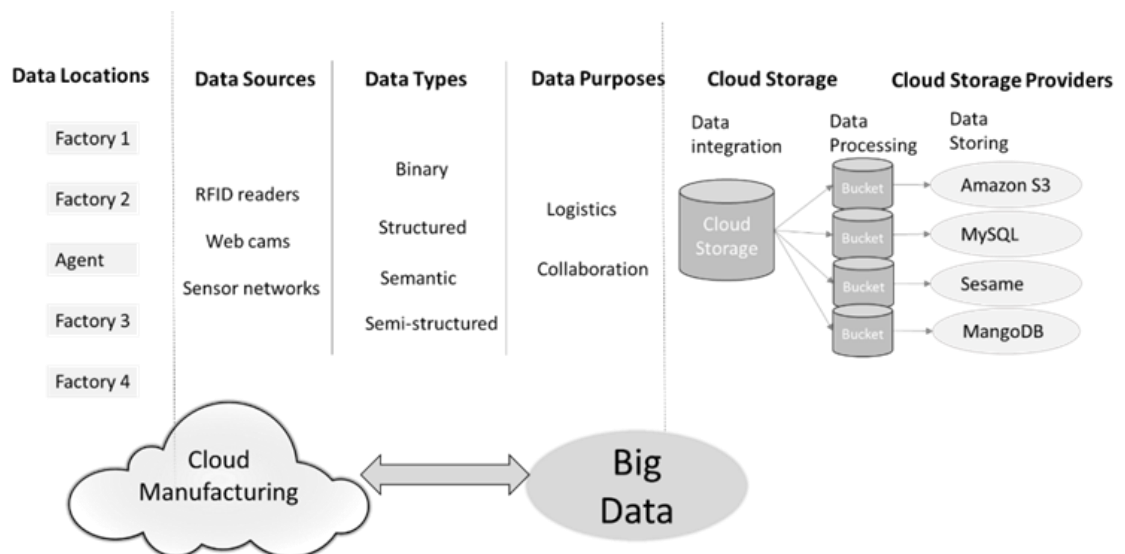 Data Locations
Factory 1
Factory 2
Agent
Factory 3
Factory 4
Data Sources
RFID readers
Web cams
Sensor networks
Data Types
Binary
Structured
Semantic
Semi-structured
Data Purposes
Logistics
Collaboration
Cloud Storage
Data
integration
Cloud
Storage
Data
Processing
Bucket
Bucket
Bucket
Bucket
Cloud Storage Providers
Data
Storing
Amazon S3
MySQL
Sesame
MangoDB
Cloud
Manufacturing
Big
Data